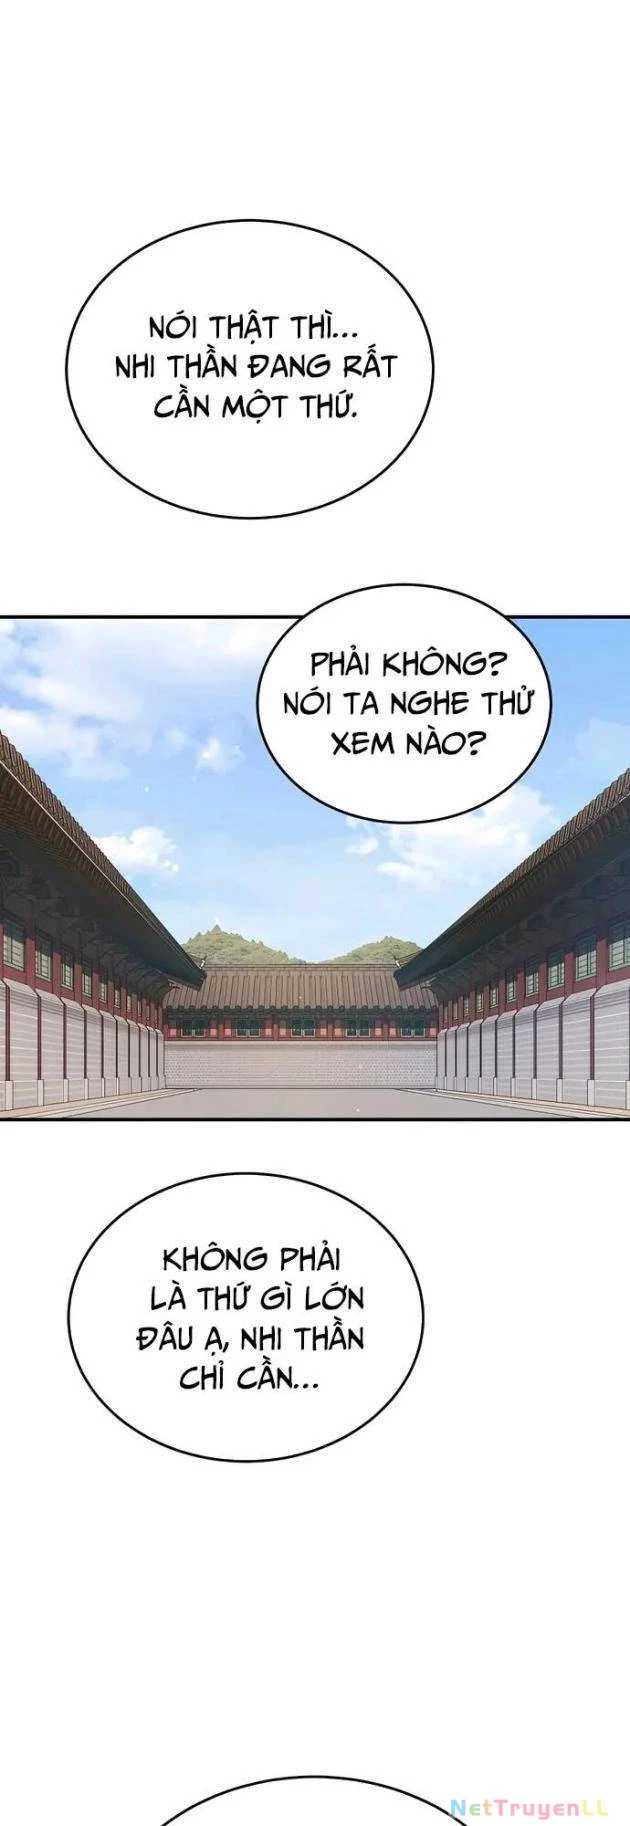 NÓI THẬT THÌ...
NHI THẦN ĐANG RẤT
CẦN MỘT THỨ.
PHẢI KHÔNG?
NÓI TA NGHE THỬ
XEM NÀO?
KHÔNG PHẢI
LÀ THỨ GÌ LỚN
ĐÂU Ạ, NHI THẦN
CHỈ CẦN...
NetTruyenLL